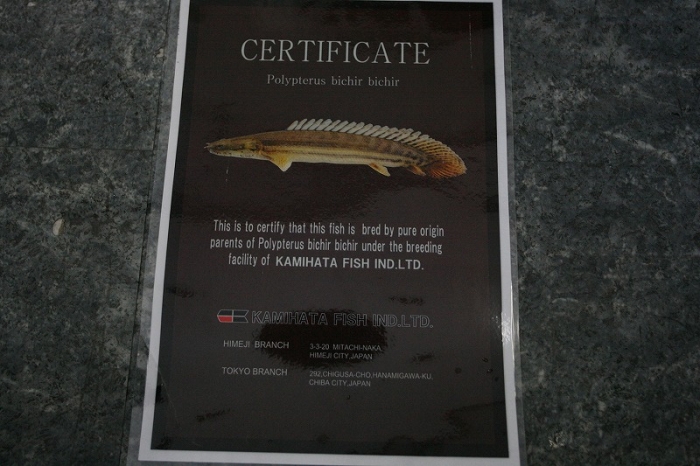 CERTIFICATE
Polypterus bichir bichir
This is to certify that this fish is bred by pure origin
parents of Polypterus bichir bichir under the breeding
facility of KAMIHATA FISH IND.LTD.
KAMIHATA FISH IND.LTD.
HIMEJI BRANCH 3-3-20 MITACHI-NAKA,
HIMEJI CITY,JAPAN
TOKYO BRANCH 292,CHIGUSA-CHO,HANAMIGAWA-KU,
CHIBA CITY,JAPAN